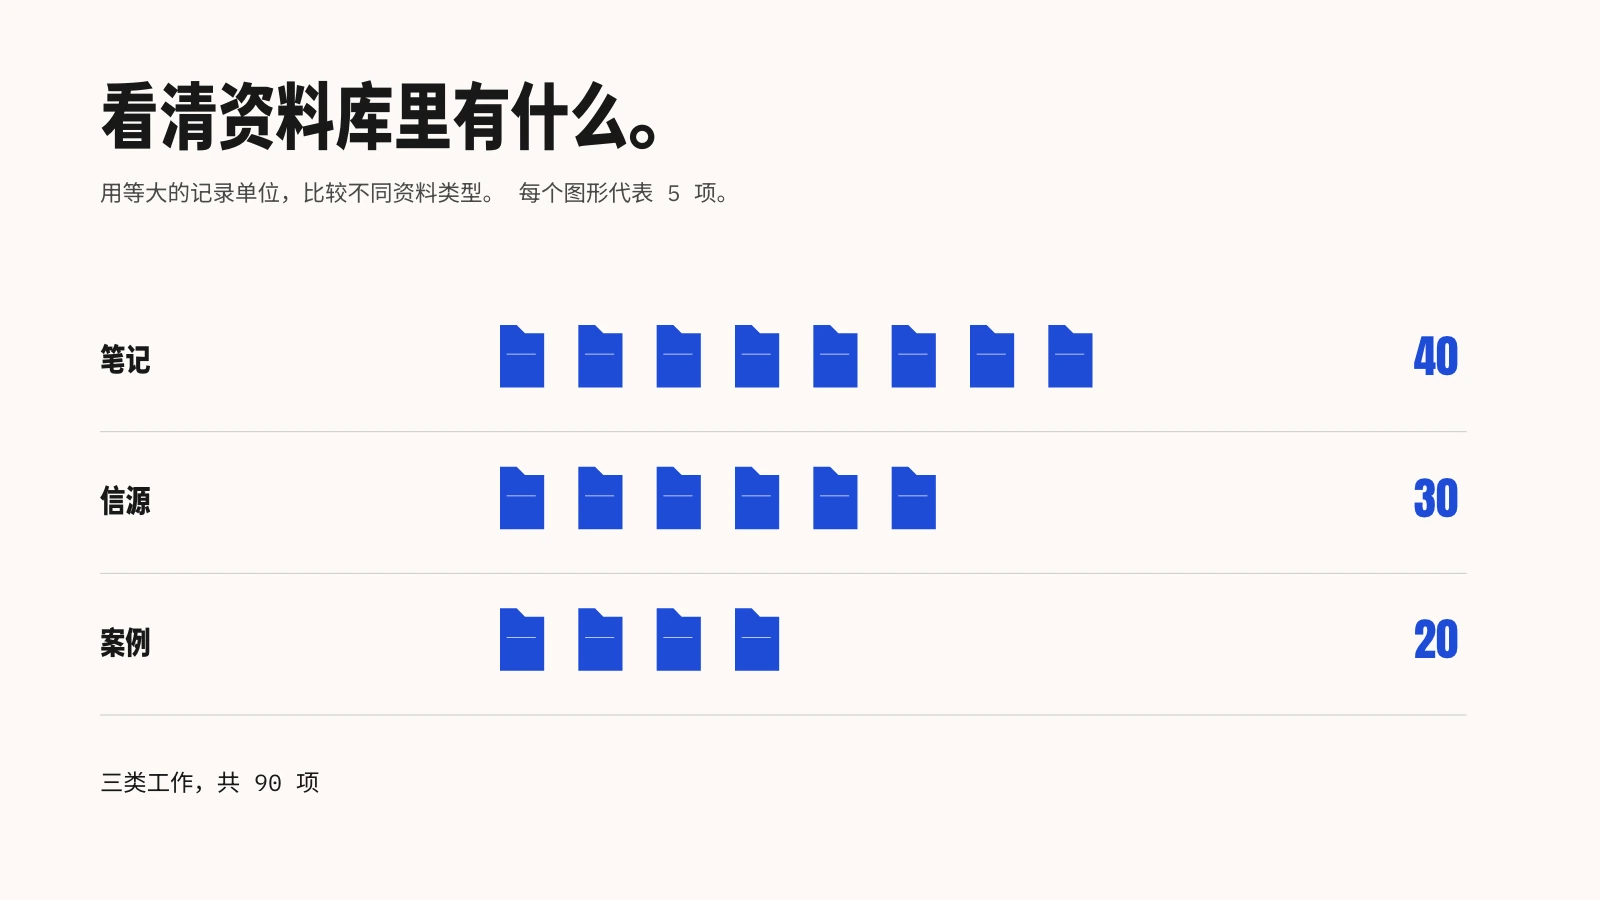 看清资料库里有什么。
用等大的记录单位，比较不同资料类型。 每个图形代表 5 项。
笔记
40
信源
30
案例
20
三类工作，共 90 项